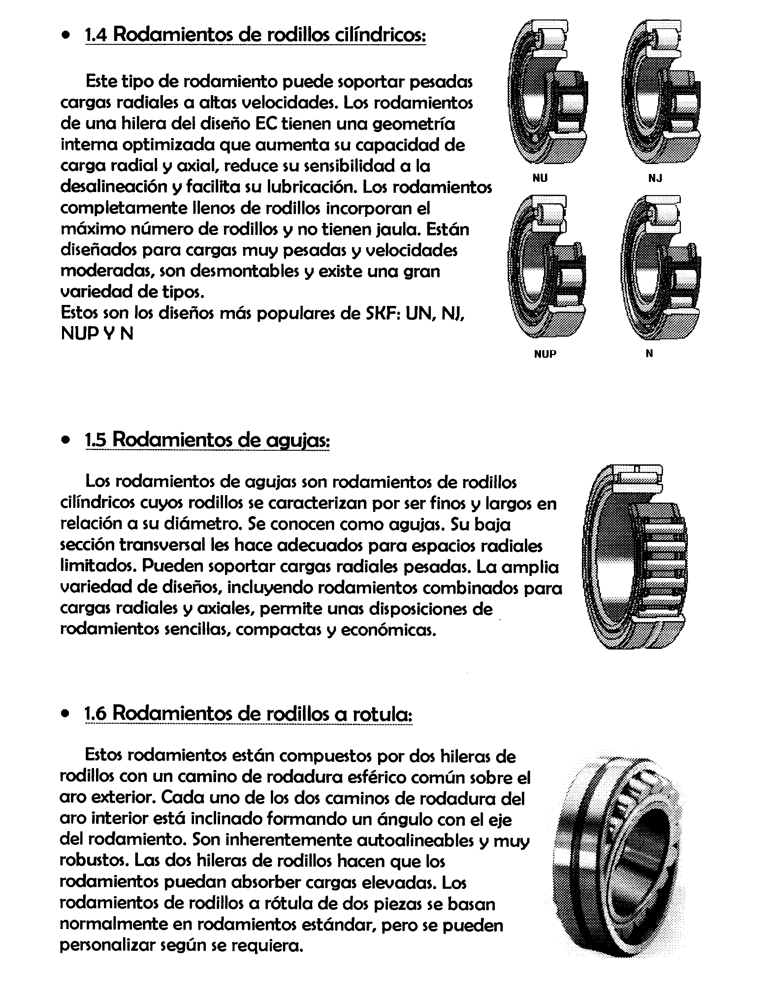 • 1.4 Rodamientos de rodillos cilíndricos:
Este tipo de rodamiento puede soportar pesadas
cargas radiales a altas velocidades. Los rodamientos
de una hilera del diseño EC tienen una geometría
interna optimizada que aumenta su capacidad de
carga radial y axial, reduce su sensibilidad a la
desalineación y facilita su lubricación. Los rodamientos
completamente llenos de rodillos incorporan el
máximo número de rodillos y no tienen jaula. Están
diseñados para cargas muy pesadas y velocidades
moderadas, son desmontables y existe una gran
variedad de tipos.
Estos son los diseños más populares de SKF: UN, NJ,
NUP Y N
NU
NJ
NUP
N
• 1.5 Rodamientos de agujas:
Los rodamientos de agujas son rodamientos de rodillos
cilíndricos cuyos rodillos se caracterizan por ser finos y largos en
relación a su diámetro. Se conocen como agujas. Su baja
sección transversal les hace adecuados para espacios radiales
limitados. Pueden soportar cargas radiales pesadas. La amplia
variedad de diseños, incluyendo rodamientos combinados para
cargas radiales y axiales, permite unas disposiciones de
rodamientos sencillas, compactas y económicas.
• 1.6 Rodamientos de rodillos a rotula:
Estos rodamientos están compuestos por dos hileras de
rodillos con un camino de rodadura esférico común sobre el
aro exterior. Cada uno de los dos caminos de rodadura del
aro interior está inclinado formando un ángulo con el eje
del rodamiento. Son inherentemente autoalineables y muy
robustos. Las dos hileras de rodillos hacen que los
rodamientos puedan absorber cargas elevadas. Los
rodamientos de rodillos a rótula de dos piezas se basan
normalmente en rodamientos estándar, pero se pueden
personalizar según se requiera.